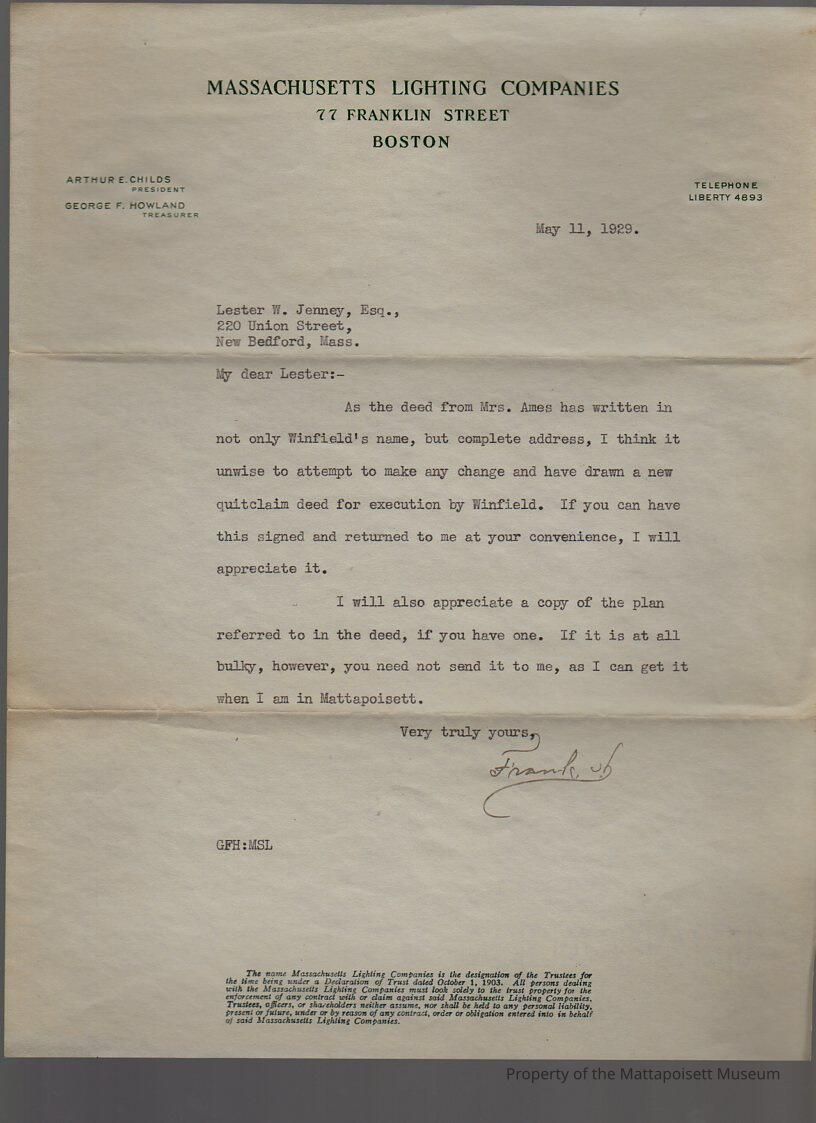 MASSACHUSETTS LIGHTING COMPANIES
77 FRANKLIN STREET
BOSTON
ARTHUR E. CHILDS
PRESIDENT
GEORGE F. HOWLAND
TREASURER
TELEPHONE
LIBERTY 4893
May 11, 1929.
Lester W. Jenney, Esq.,
220 Union Street,
New Bedford, Mass.
My dear Lester:-
As the deed from Mrs. Ames has written in
not only Winfield's name, but complete address, I think it
unwise to attempt to make any change and have drawn a new
quitclaim deed for execution by Winfield. If you can have
this signed and returned to me at your convenience, I will
appreciate it.
I will also appreciate a copy of the plan
referred to in the deed, if you have one. If it is at all
bulky, however, you need not send it to me, as I can get it
when I am in Mattapoisett.
Very truly yours,
Frank
GFH:MSL
The name Massachusetts Lighting Companies is the designation of the Trustees for
the time being under a Declaration of Trust dated October 1, 1903. All persons dealing
with the Massachusetts Lighting Companies must look solely to the trust property for the
enforcement of any contract with or claim against said Massachusetts Lighting Companies.
Trustees, officers, or shareholders neither assume, nor shall be held to any personal liability,
present or future, under or by reason of any contract, order or obligation entered into in behalf
of said Massachusetts Lighting Companies.
Property of the Mattapoisett Museum